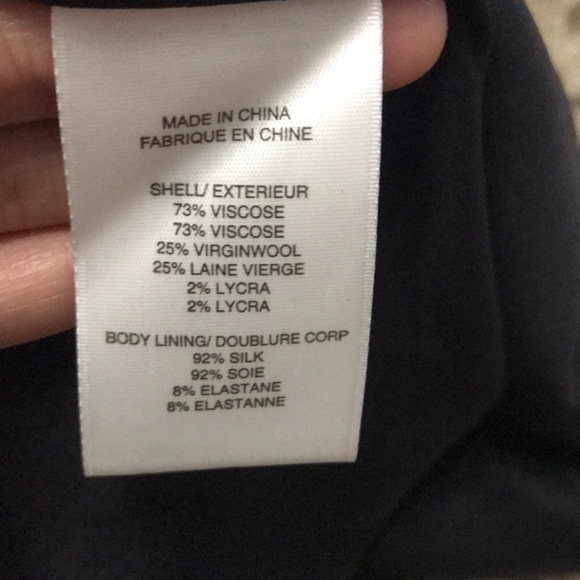 MADE IN CHINA
FABRIQUE EN CHINE
SHELL/ EXTERIEUR
73% VISCOSE
73% VISCOSE
25% VIRGINWOOL
25% LAINE VIERGE
2% LYCRA
2% LYCRA
BODY LINING/ DOUBLURE CORP
92% SILK
92% SOIE
8% ELASTANE
8% ELASTANNE